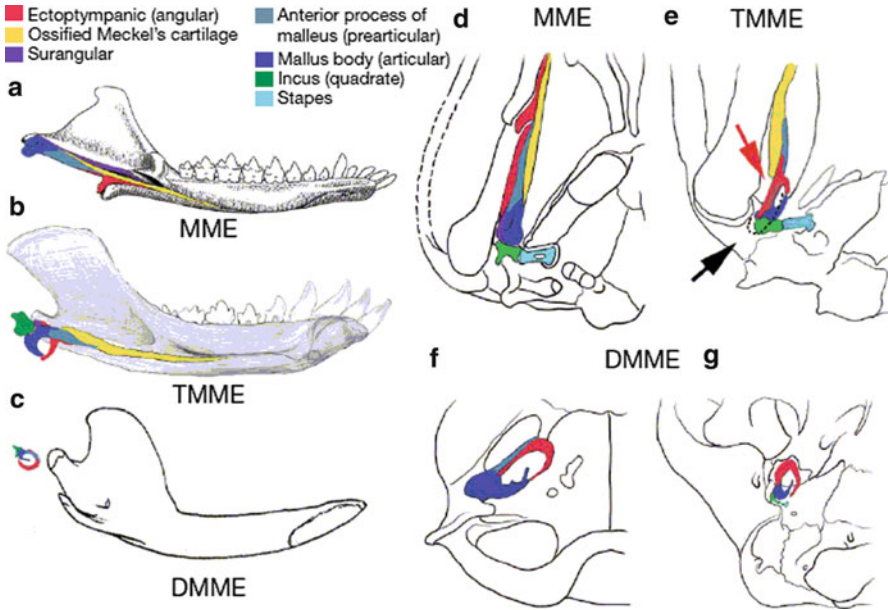 Ectoptympanic (angular)
Ossified Meckel's cartilage
Surangular
Anterior process of
malleus (prearticular)
Mallus body (articular)
Incus (quadrate)
Stapes
a
MME
b
TMME
c
DMME
d
MME
e
TMME
DMME
f
g